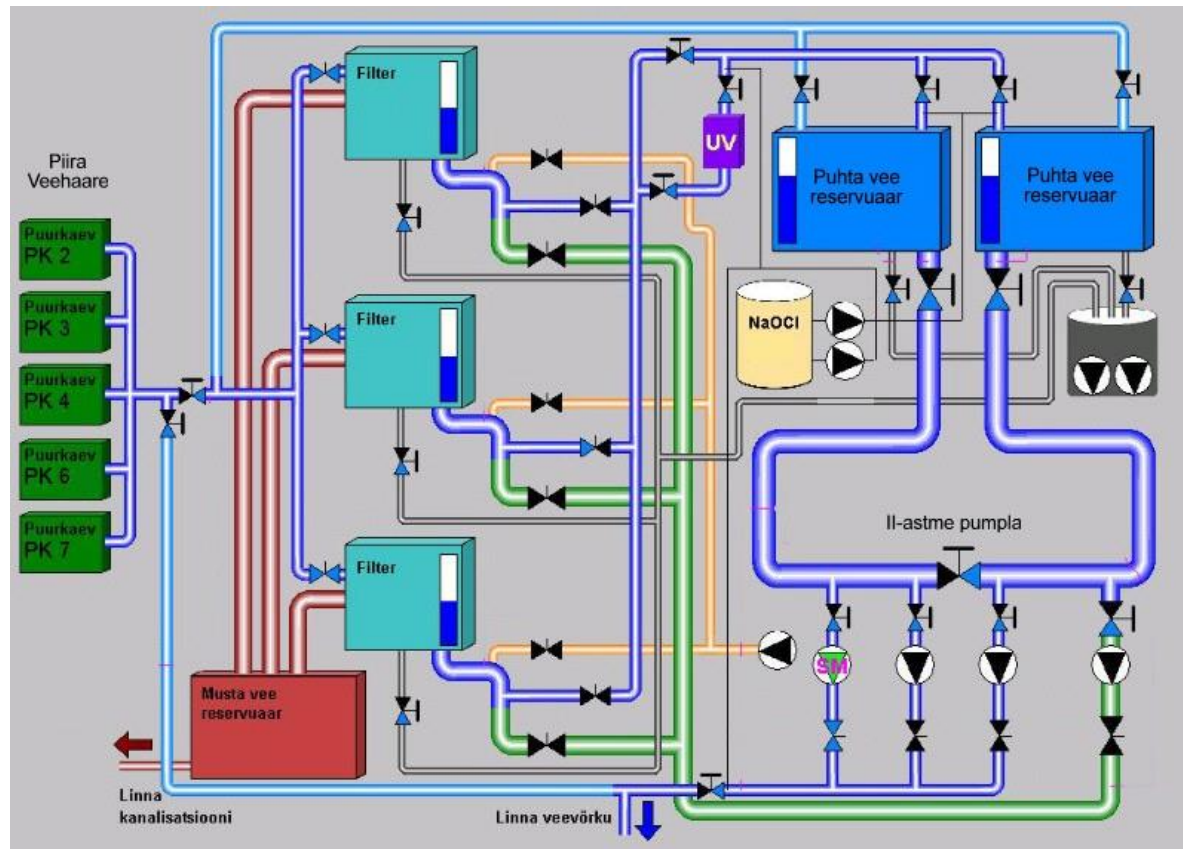 Piira
Veehaare
Puurkaev
PK 2
Puurkaev
PK 3
Puurkaev
PK 4
Puurkaev
PK 6
Puurkaev
PK 7
Filter
Filter
Filter
Musta vee
reservuaar
Linna
kanalisatsiooni
Linna veevõrku
UV
Puhta vee
reservuaar
Puhta vee
reservuaar
NaOCl
II-astme pumpla
SM